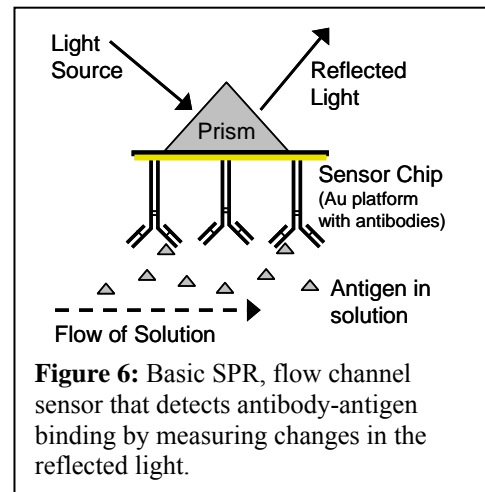 Light
Source
Reflected
Light
Prism
Sensor Chip
(Au platform
with antibodies)
Antigen in
solution
Flow of Solution
Figure 6: Basic SPR, flow channel
sensor that detects antibody-antigen
binding by measuring changes in the
reflected light.